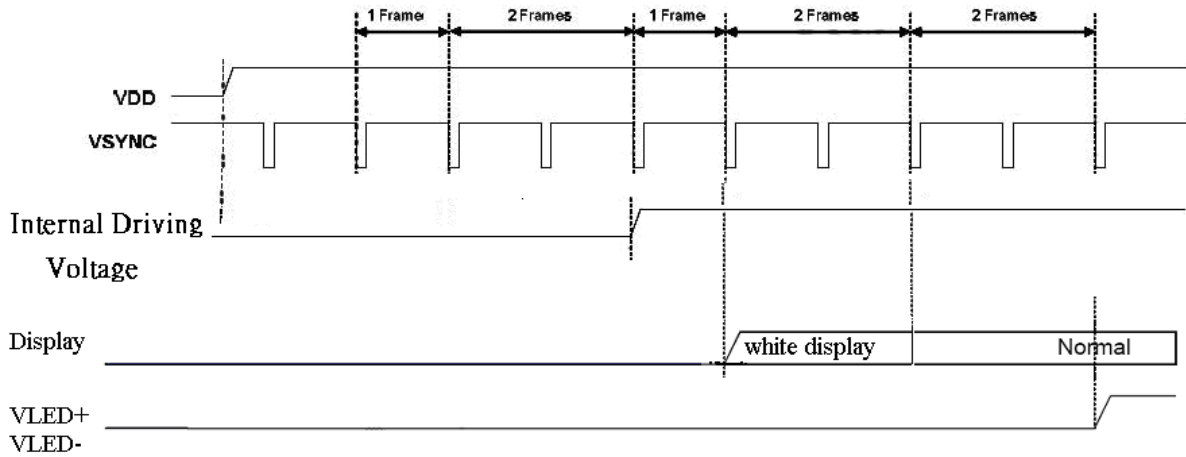 1 Frame
2 Frames
1 Frame
2 Frames
2 Frames
VDD
VSYNC
Internal Driving
Voltage
Display
white display
Normal
VLED+
VLED-